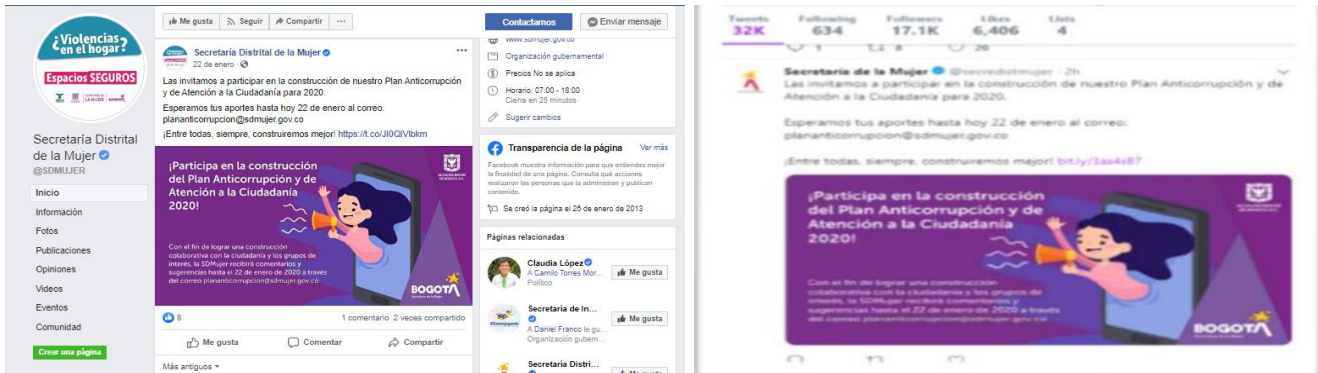 ¿Violencias
en el hogar?
Espacios SEGUROS
Secretaría Distrital
de la Mujer
@SDMUJER
Inicio
Información
Fotos
Publicaciones
Opiniones
Videos
Eventos
Comunidad
Crear una página
Me gusta Seguir Compartir ...
Secretaría Distrital de la Mujer
22 de enero ·
Las invitamos a participar en la construcción de nuestro Plan Anticorrupción
y de Atención a la Ciudadanía para 2020.
Esperamos tus aportes hasta hoy 22 de enero al correo:
plananticorrupcion@sdmujer.gov.co
¡Entre todas, siempre, construiremos mejor! https://t.co/JI0QIVlbkm
¡Participa en la construcción
del Plan Anticorrupción y de
Atención a la Ciudadanía
2020!
Con el fin de lograr una construcción
colaborativa con la ciudadanía y los grupos de
interés, la SDMujer recibirá comentarios y
sugerencias hasta el 22 de enero de 2020 a través
del correo plananticorrupcion@sdmujer.gov.co
BOGOTÁ
8
1 comentario 2 veces compartido
Me gusta Comentar Compartir
Más antiguos
Contactarnos Enviar mensaje
www.sdmujer.gov.co
Organización gubernamental
Precios No se aplica
Horario: 07:00 - 18:00
Cierra en 25 minutos
Sugerir cambios
Transparencia de la página Ver más
Facebook muestra información para que entiendas mejor
la finalidad de una página. Consulta qué acciones
realizaron las personas que la administran y publican
contenido.
Se creó la página el 26 de enero de 2013
Páginas relacionadas
Claudia López
A Camilo Torres Mor...
Político
Me gusta
Secretaría de In...
A Daniel Franco le gu...
Organización gubern...
Me gusta
Secretaría Distri...
Me gusta
Tweets Following Followers Likes Lists
32K 634 17.1K 6,406 4
1 8 20
Secretaría de la Mujer @secredistmujer · 2h
Las invitamos a participar en la construcción de nuestro Plan Anticorrupción y de
Atención a la Ciudadanía para 2020.
Esperamos tus aportes hasta hoy 22 de enero al correo:
plananticorrupcion@sdmujer.gov.co
¡Entre todas, siempre, construiremos mejor! bit.ly/3as4sB7
¡Participa en la construcción
del Plan Anticorrupción y de
Atención a la Ciudadanía
2020!
Con el fin de lograr una construcción
colaborativa con la ciudadanía y los grupos de
interés, la SDMujer recibirá comentarios y
sugerencias hasta el 22 de enero de 2020 a través
del correo plananticorrupcion@sdmujer.gov.co
BOGOTÁ